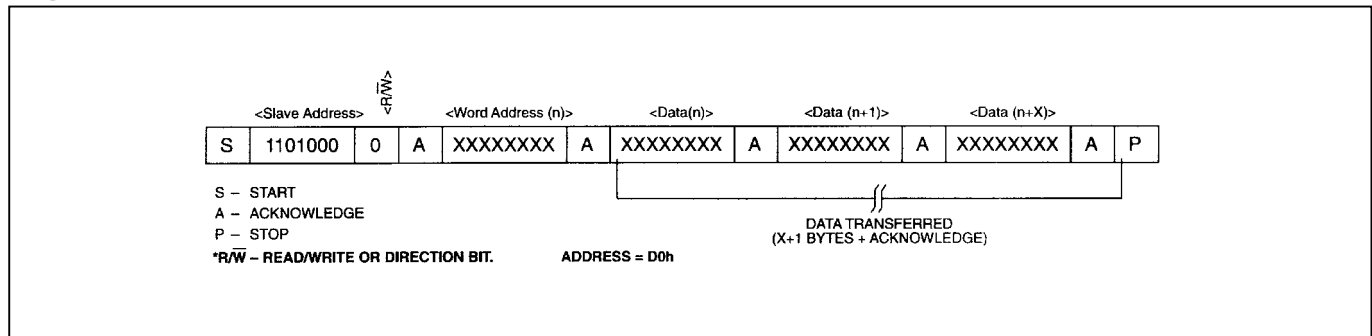 <R/W̅>
<Slave Address> <Word Address (n)> <Data(n)> <Data (n+1)> <Data (n+X)>
S 1101000 0 A XXXXXXXX A XXXXXXXX A XXXXXXXX A XXXXXXXX A P
S – START
A – ACKNOWLEDGE
P – STOP
*R/W̅ – READ/WRITE OR DIRECTION BIT. ADDRESS = D0h
DATA TRANSFERRED
(X+1 BYTES + ACKNOWLEDGE)